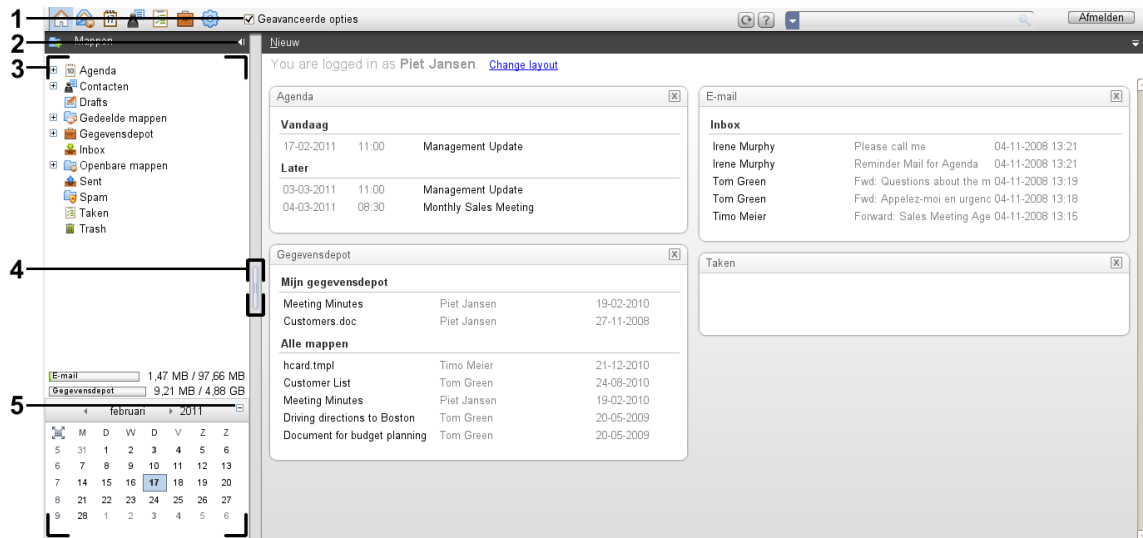 1
Geavanceerde opties
Afmelden
2
Mappen
Nieuw
3
You are logged in as Piet Jansen. Change layout
Agenda
Contacten
Drafts
Gedeelde mappen
Gegevensdepot
Inbox
Openbare mappen
Sent
Spam
Taken
Trash
4
E-mail 1,47 MB / 97,66 MB
Gegevensdepot 9,21 MB / 4,88 GB
5
februari 2011
M D W D V Z Z
5 31 1 2 3 4 5 6
6 7 8 9 10 11 12 13
7 14 15 16 17 18 19 20
8 21 22 23 24 25 26 27
9 28 1 2 3 4 5 6
Agenda X
Vandaag
17-02-2011 11:00 Management Update
Later
03-03-2011 11:00 Management Update
04-03-2011 08:30 Monthly Sales Meeting
Gegevensdepot X
Mijn gegevensdepot
Meeting Minutes Piet Jansen 19-02-2010
Customers.doc Piet Jansen 27-11-2008
Alle mappen
hcard.tmpl Timo Meier 21-12-2010
Customer List Tom Green 24-08-2010
Meeting Minutes Piet Jansen 19-02-2010
Driving directions to Boston Tom Green 20-05-2009
Document for budget planning Tom Green 20-05-2009
E-mail X
Inbox
Irene Murphy Please call me 04-11-2008 13:21
Irene Murphy Reminder Mail for Agenda 04-11-2008 13:21
Tom Green Fwd: Questions about the m 04-11-2008 13:19
Tom Green Fwd: Appelez-moi en urgenc 04-11-2008 13:18
Timo Meier Forward: Sales Meeting Age 04-11-2008 13:15
Taken X